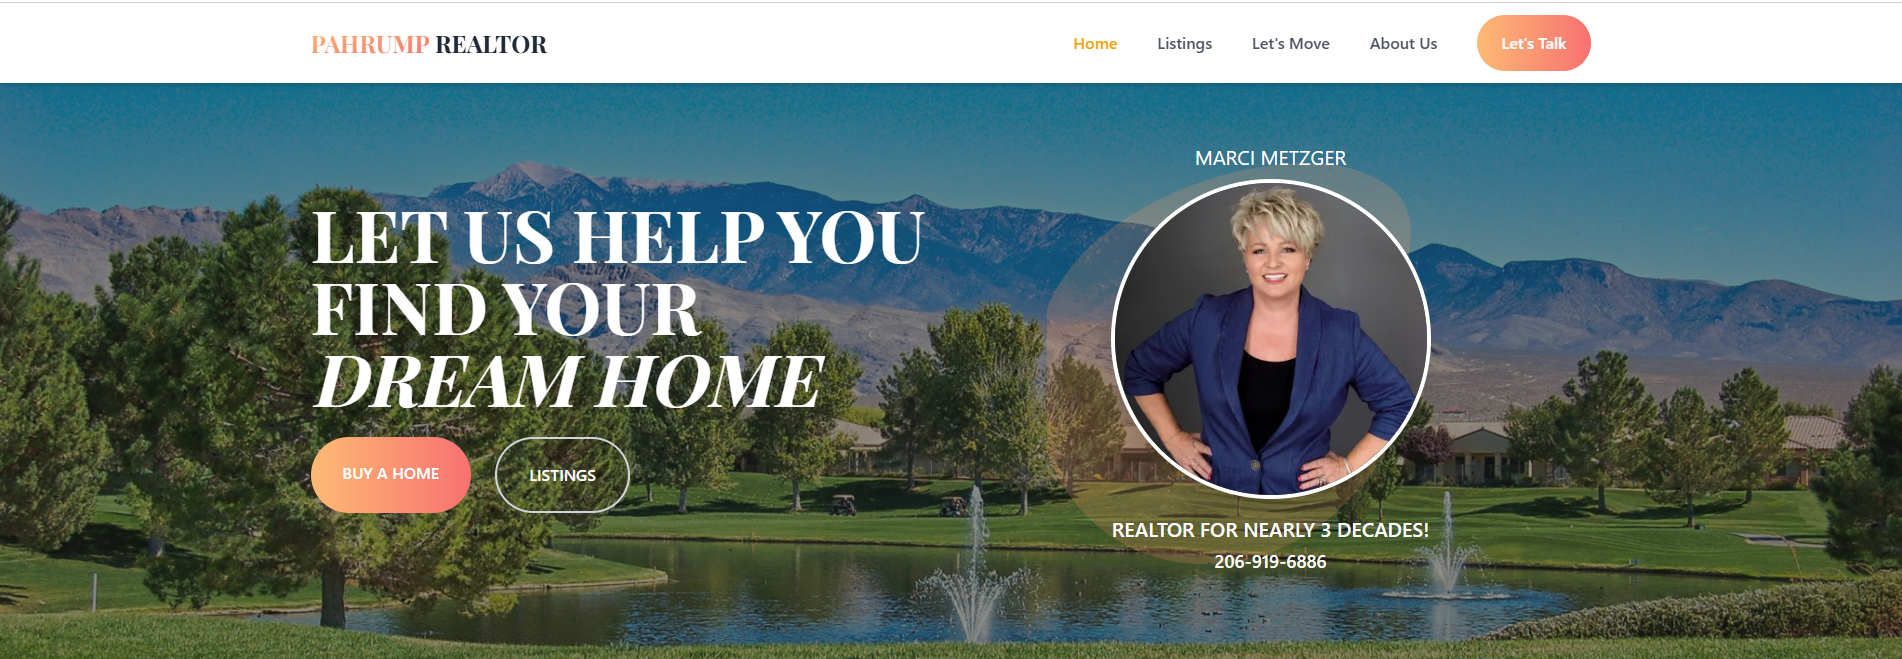 PAHRUMP REALTOR
Home
Listings
Let's Move
About Us
Let's Talk
MARCI METZGER
LET US HELP YOU
FIND YOUR
DREAM HOME
BUY A HOME
LISTINGS
REALTOR FOR NEARLY 3 DECADES!
206-919-6886